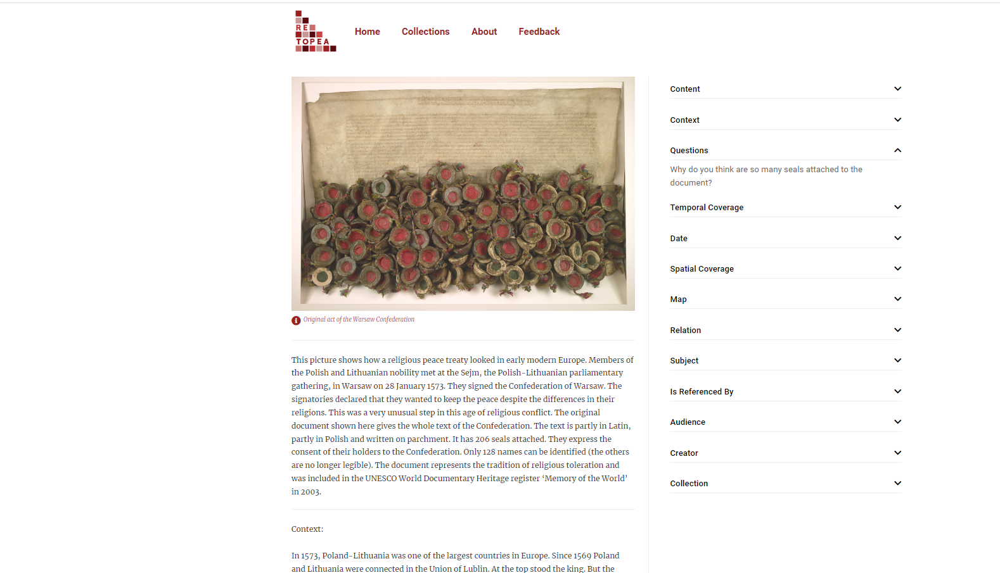 RE
TOPEA
Home Collections About Feedback
Original act of the Warsaw Confederation
This picture shows how a religious peace treaty looked in early modern Europe. Members of
the Polish and Lithuanian nobility met at the Sejm, the Polish-Lithuanian parliamentary
gathering, in Warsaw on 28 January 1573. They signed the Confederation of Warsaw. The
signatories declared that they wanted to keep the peace despite the differences in their
religions. This was a very unusual step in this age of religious conflict. The original
document shown here gives the whole text of the Confederation. The text is partly in Latin,
partly in Polish and written on parchment. It has 206 seals attached. They express the
consent of their holders to the Confederation. Only 128 names can be identified (the others
are no longer legible). The document represents the tradition of religious toleration and
was included in the UNESCO World Documentary Heritage register ‘Memory of the World’
in 2003.
Context:
In 1573, Poland-Lithuania was one of the largest countries in Europe. Since 1569 Poland
and Lithuania were connected in the Union of Lublin. At the top stood the king. But the
Content
Context
Questions
Why do you think are so many seals attached to the
document?
Temporal Coverage
Date
Spatial Coverage
Map
Relation
Subject
Is Referenced By
Audience
Creator
Collection